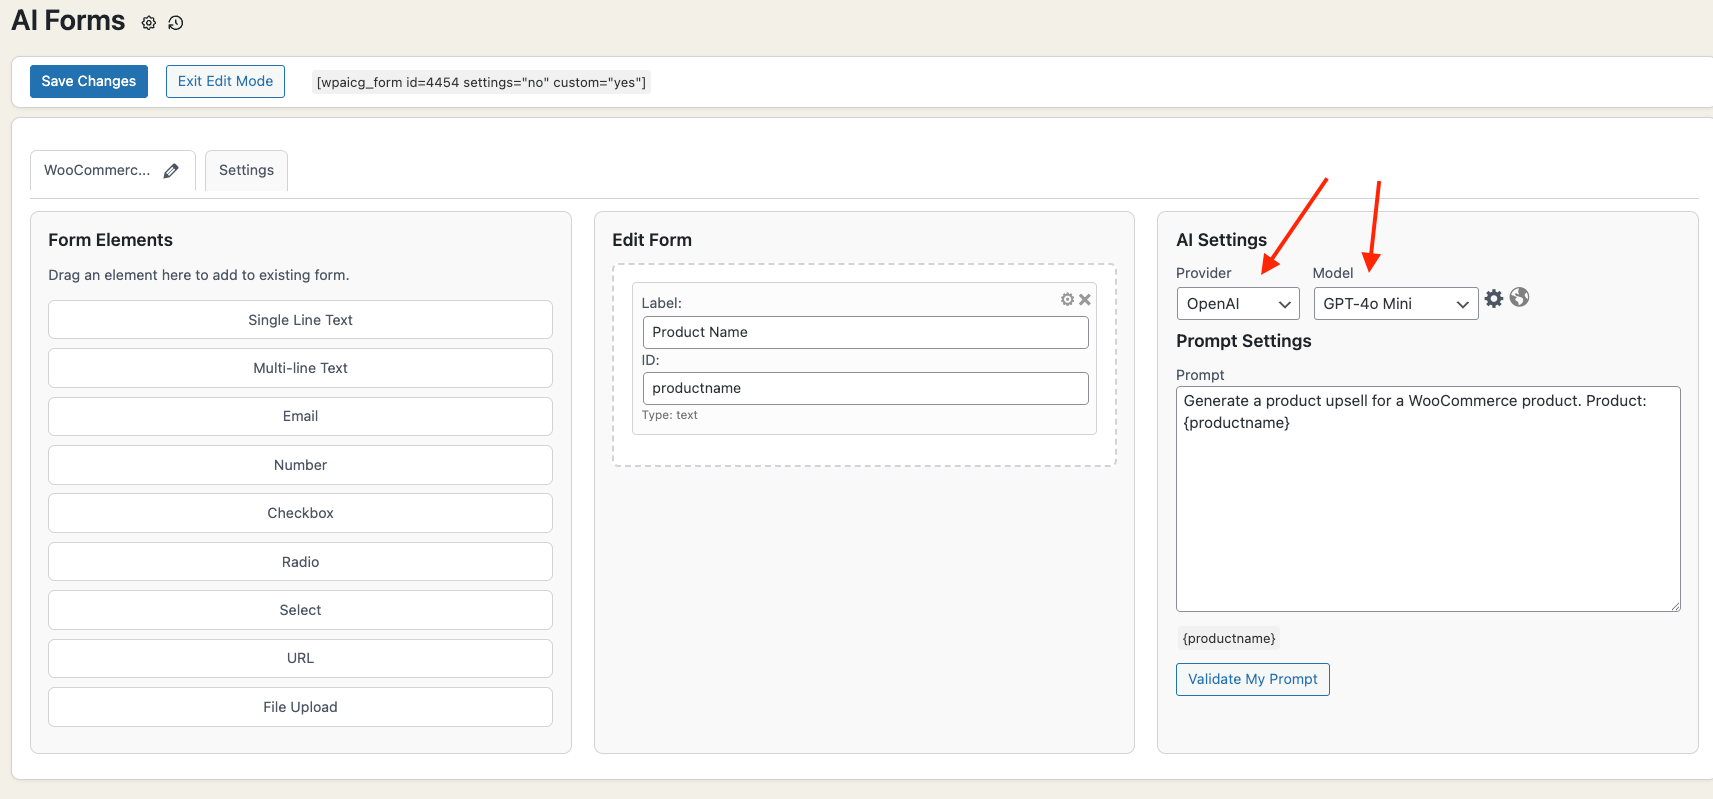 AI Forms
Save Changes
Exit Edit Mode
[wpaicg_form id=4454 settings="no" custom="yes"]
WooCommerc...
Settings
Form Elements
Drag an element here to add to existing form.
Single Line Text
Multi-line Text
Email
Number
Checkbox
Radio
Select
URL
File Upload
Edit Form
Label:
Product Name
ID:
productname
Type: text
AI Settings
Provider
Model
OpenAI
GPT-4o Mini
Prompt Settings
Prompt
Generate a product upsell for a WooCommerce product. Product:
{productname}
{productname}
Validate My Prompt